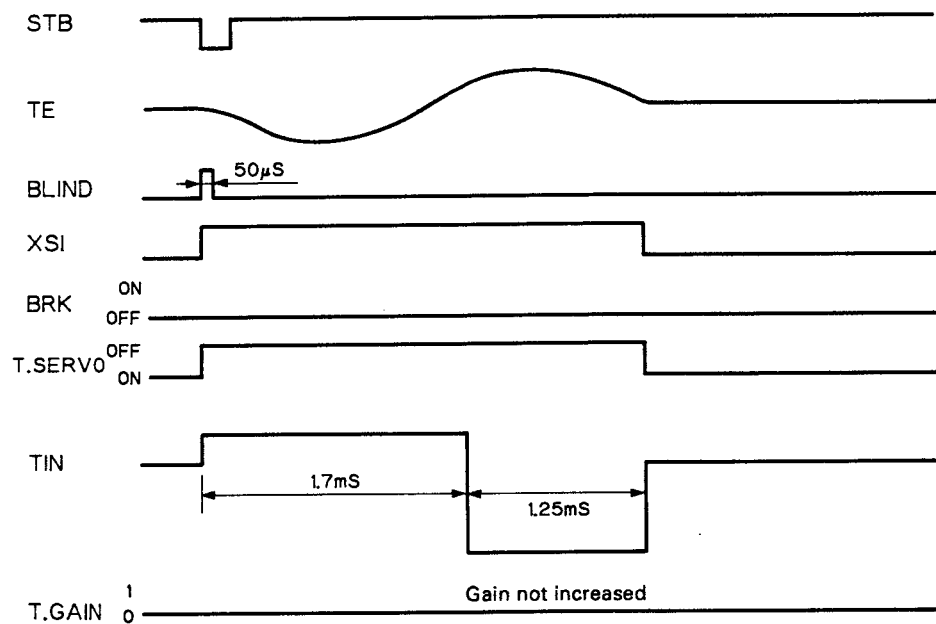 STB
TE
50μS
BLIND
XSI
ON
BRK
OFF
OFF
T.SERVO
ON
TIN
1.7mS
1.25mS
Gain not increased
1
T.GAIN
0